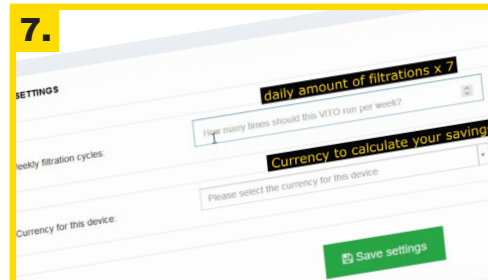 7.
SETTINGS
daily amount of filtrations x 7
Weekly filtration cycles:
How many times should this VITO run per week?
Currency to calculate your savings
Currency for this device:
Please select the currency for this device
Save settings